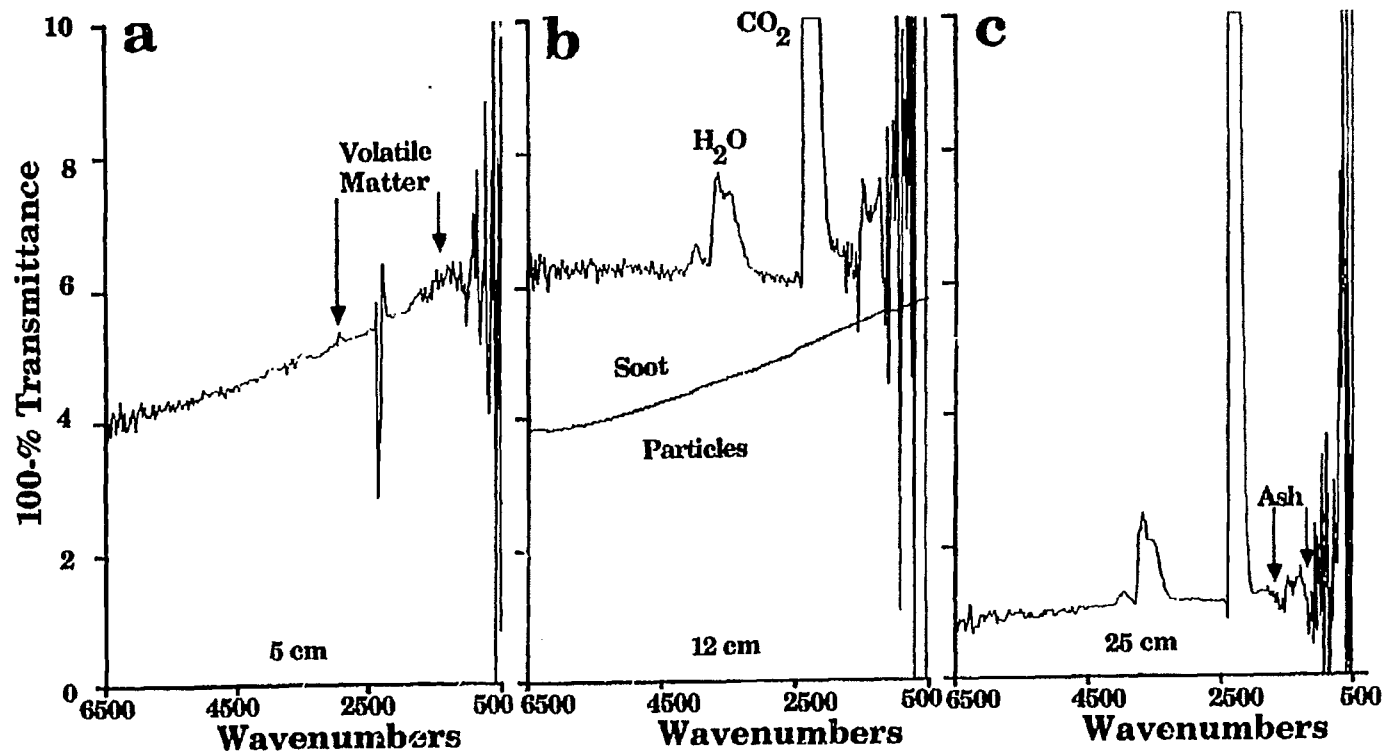 a
b
c
10
8
6
4
2
0
100-% Transmittance
Volatile
Matter
5 cm
6500 4500 2500 500
Wavenumbers
CO2
H2O
Soot
Particles
12 cm
6500 4500 2500 500
Wavenumbers
Ash
25 cm
6500 4500 2500 500
Wavenumbers